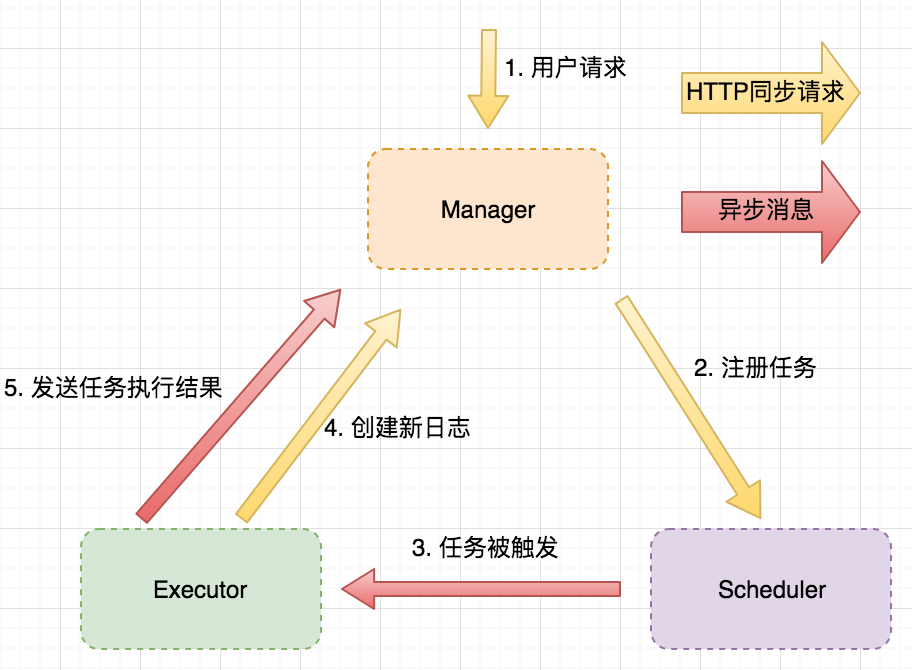 1. 用户请求
HTTP同步请求
Manager
异步消息
2. 注册任务
5. 发送任务执行结果
4. 创建新日志
3. 任务被触发
Executor
Scheduler